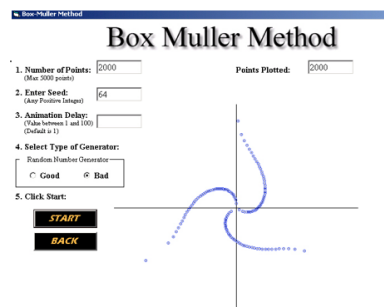 Box-Muller Method
Box Muller Method
1. Number of Points: 2000
(Max 5000 points)
Points Plotted: 2000
2. Enter Seed: 64
(Any Positive Integer)
3. Animation Delay:
(Value between 1 and 100)
(Default is 1)
4. Select Type of Generator:
Random Number Generator
Good Bad
5. Click Start:
START
BACK